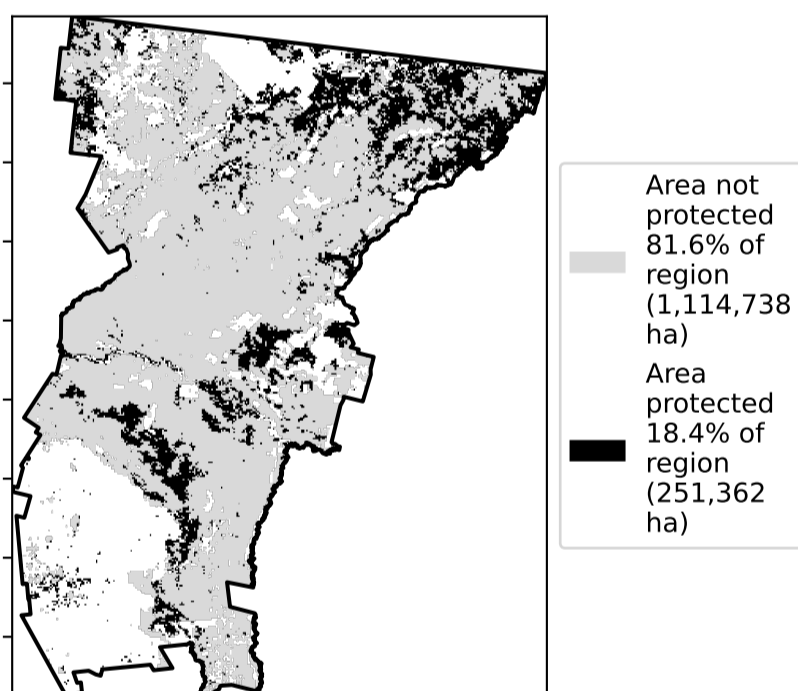 Area not
protected
81.6% of
region
(1,114,738
ha)
Area
protected
18.4% of
region
(251,362
ha)